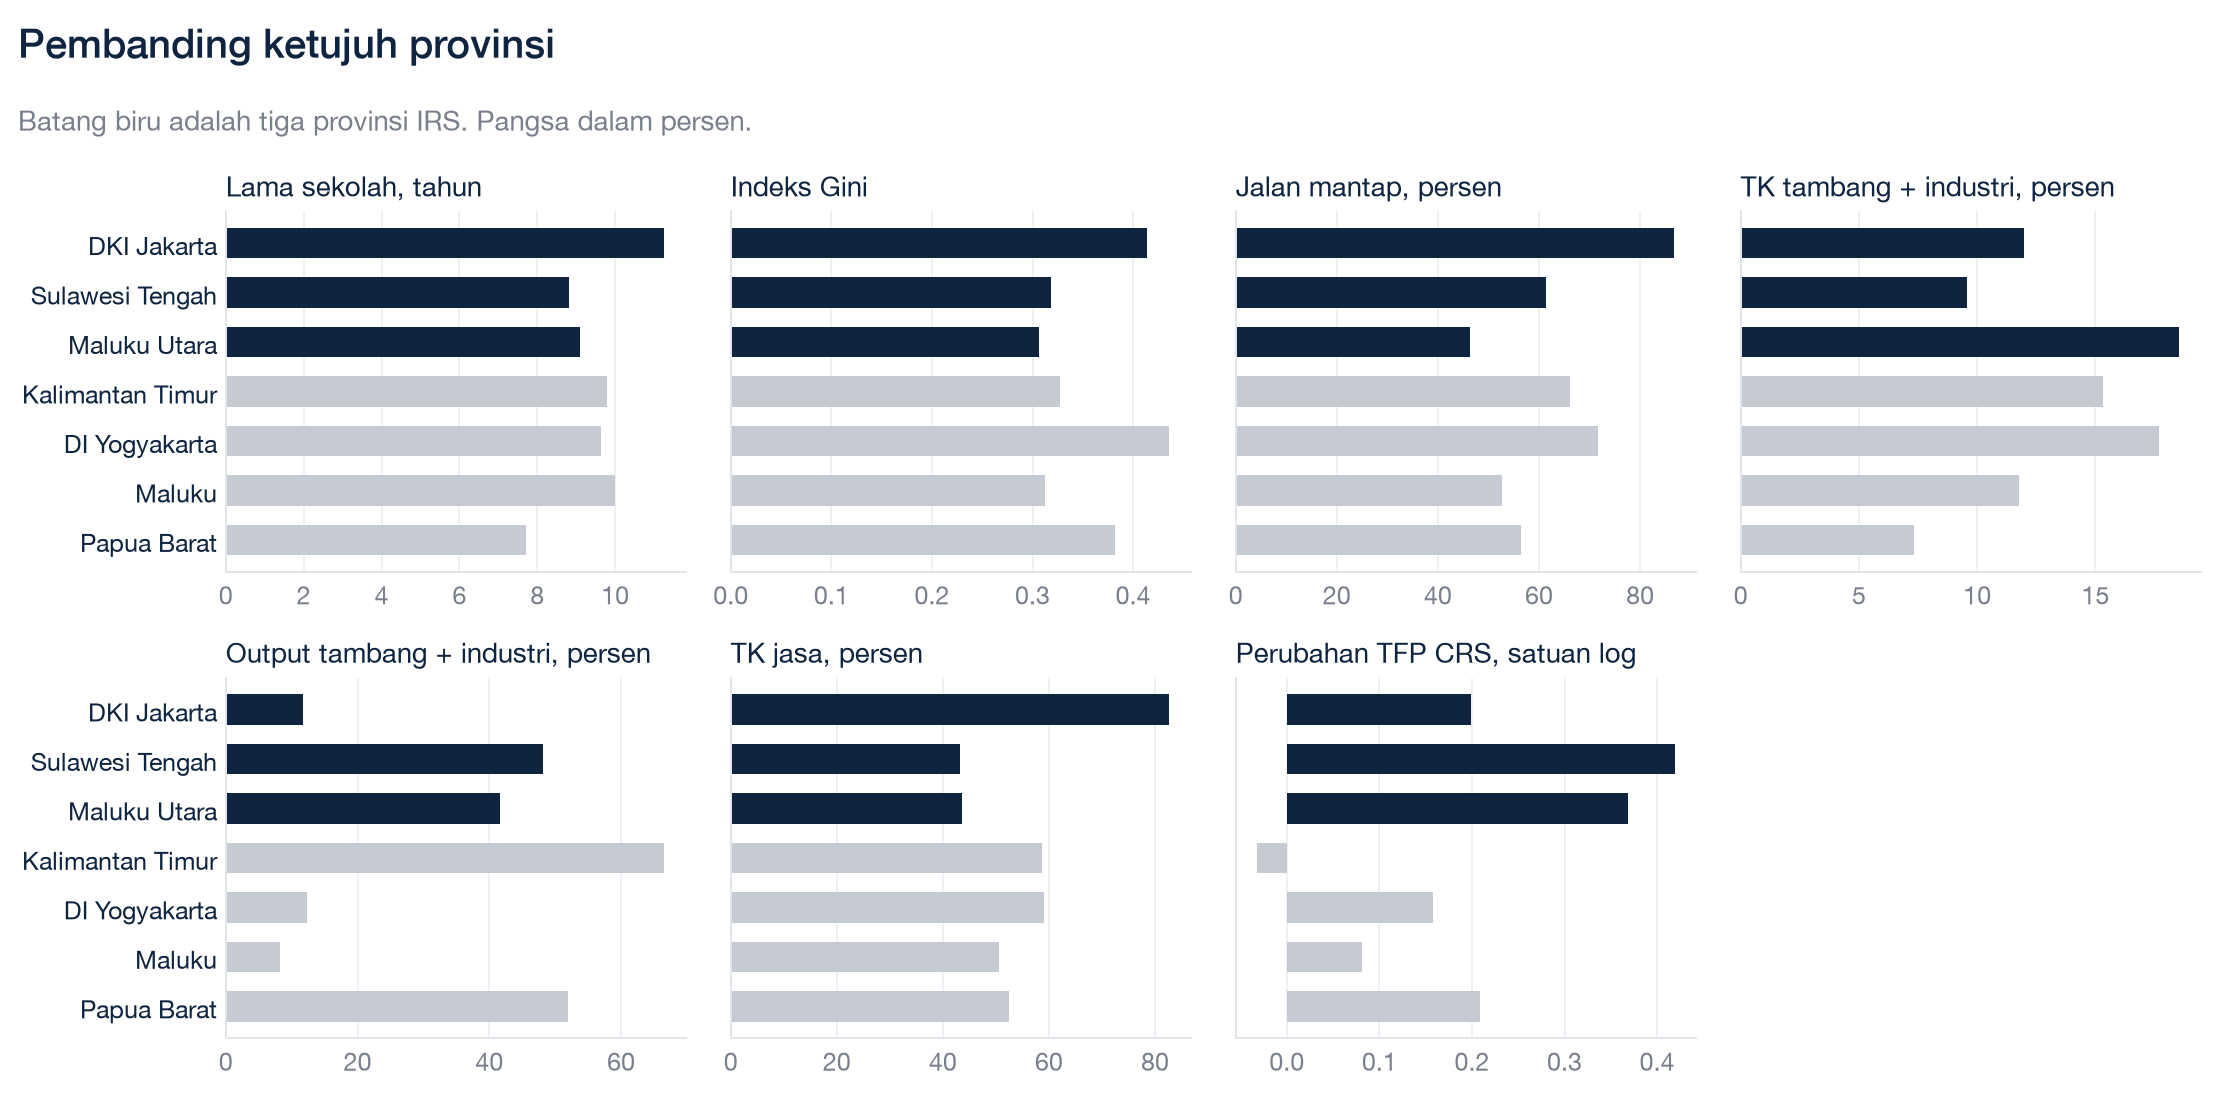 Pembanding ketujuh provinsi
Batang biru adalah tiga provinsi IRS. Pangsa dalam persen.
Lama sekolah, tahun
DKI Jakarta
Sulawesi Tengah
Maluku Utara
Kalimantan Timur
DI Yogyakarta
Maluku
Papua Barat
0 2 4 6 8 10
Indeks Gini
0.0 0.1 0.2 0.3 0.4
Jalan mantap, persen
0 20 40 60 80
TK tambang + industri, persen
0 5 10 15
Output tambang + industri, persen
DKI Jakarta
Sulawesi Tengah
Maluku Utara
Kalimantan Timur
DI Yogyakarta
Maluku
Papua Barat
0 20 40 60
TK jasa, persen
0 20 40 60 80
Perubahan TFP CRS, satuan log
0.0 0.1 0.2 0.3 0.4